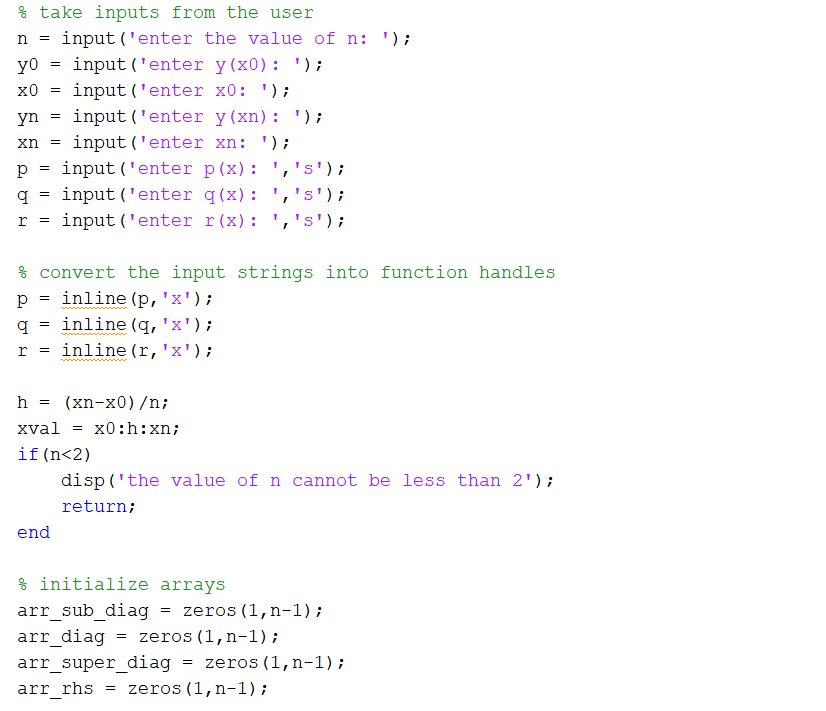 % take inputs from the user
n = input('enter the value of n: ');
y0 = input('enter y(x0): ');
x0 = input('enter x0: ');
yn = input('enter y(xn): ');
xn = input('enter xn: ');
p = input('enter p(x): ','s');
q = input('enter q(x): ','s');
r = input('enter r(x): ','s');
% convert the input strings into function handles
p = inline(p,'x');
q = inline(q,'x');
r = inline(r,'x');
h = (xn-x0)/n;
xval = x0:h:xn;
if(n<2)
disp('the value of n cannot be less than 2');
return;
end
% initialize arrays
arr_sub_diag = zeros(1,n-1);
arr_diag = zeros(1,n-1);
arr_super_diag = zeros(1,n-1);
arr_rhs = zeros(1,n-1);